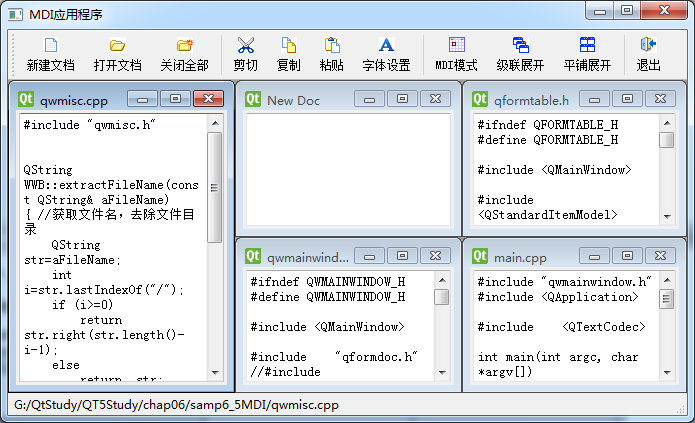 MDI应用程序
新建文档 打开文档 关闭全部 剪切 复制 粘贴 字体设置 MDI模式 级联展开 平铺展开 退出
Qt qwmisc.cpp
#include "qwmisc.h"
QString
WWB::extractFileName(cons
t QString& aFileName)
{ //获取文件名，去除文件目
录
QString
str=aFileName;
int
i=str.lastIndexOf("/");
if (i>=0)
return
str.right(str.length()-
i-1);
else
return str;
Qt New Doc
Qt qformtable.h
#ifndef QFORMTABLE_H
#define QFORMTABLE_H
#include <QMainWindow>
#include
<QStandardItemModel>
Qt qwmainwind...
#ifndef QWMAINWINDOW_H
#define QWMAINWINDOW_H
#include <QMainWindow>
#include "qformdoc.h"
//#include
Qt main.cpp
#include "qwmainwindow.h"
#include <QApplication>
#include <QTextCodec>
int main(int argc, char
*argv[])
G:/QtStudy/QT5Study/chap06/samp6_5MDI/qwmisc.cpp